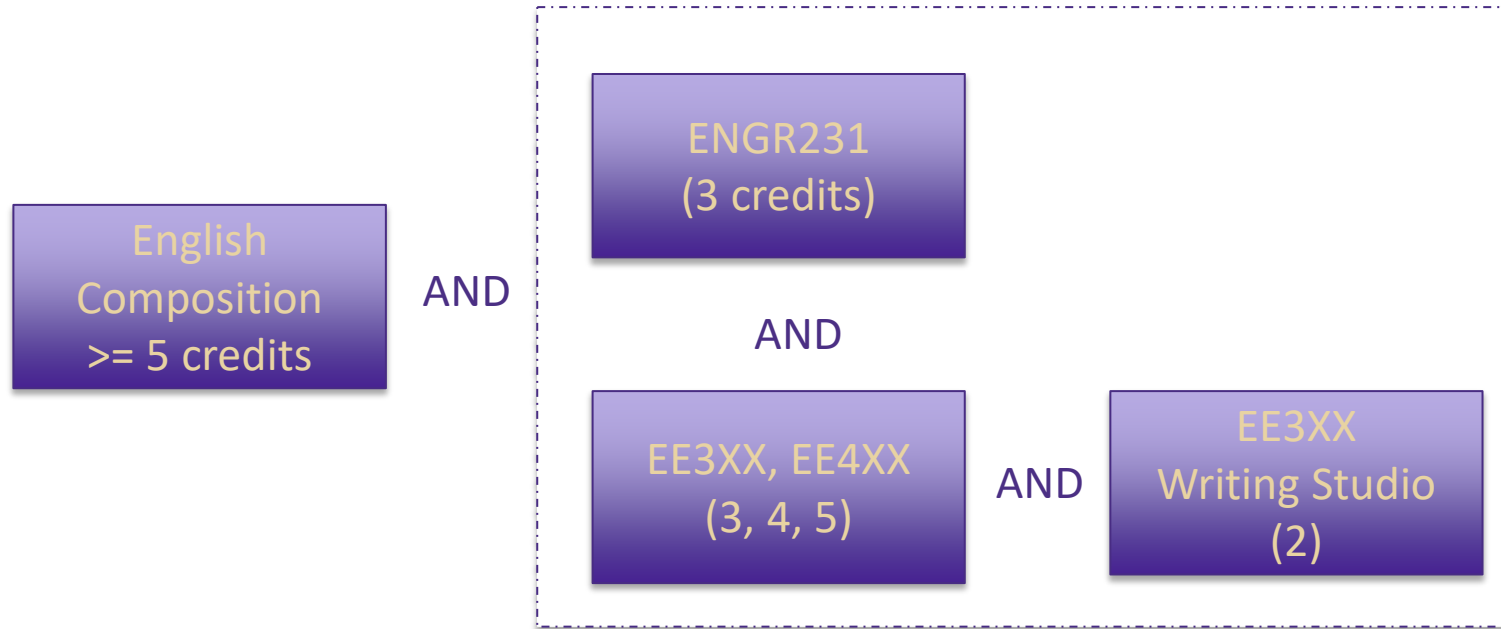 English
Composition
>= 5 credits
AND
ENGR231
(3 credits)
AND
EE3XX, EE4XX
(3, 4, 5)
AND
EE3XX
Writing Studio
(2)